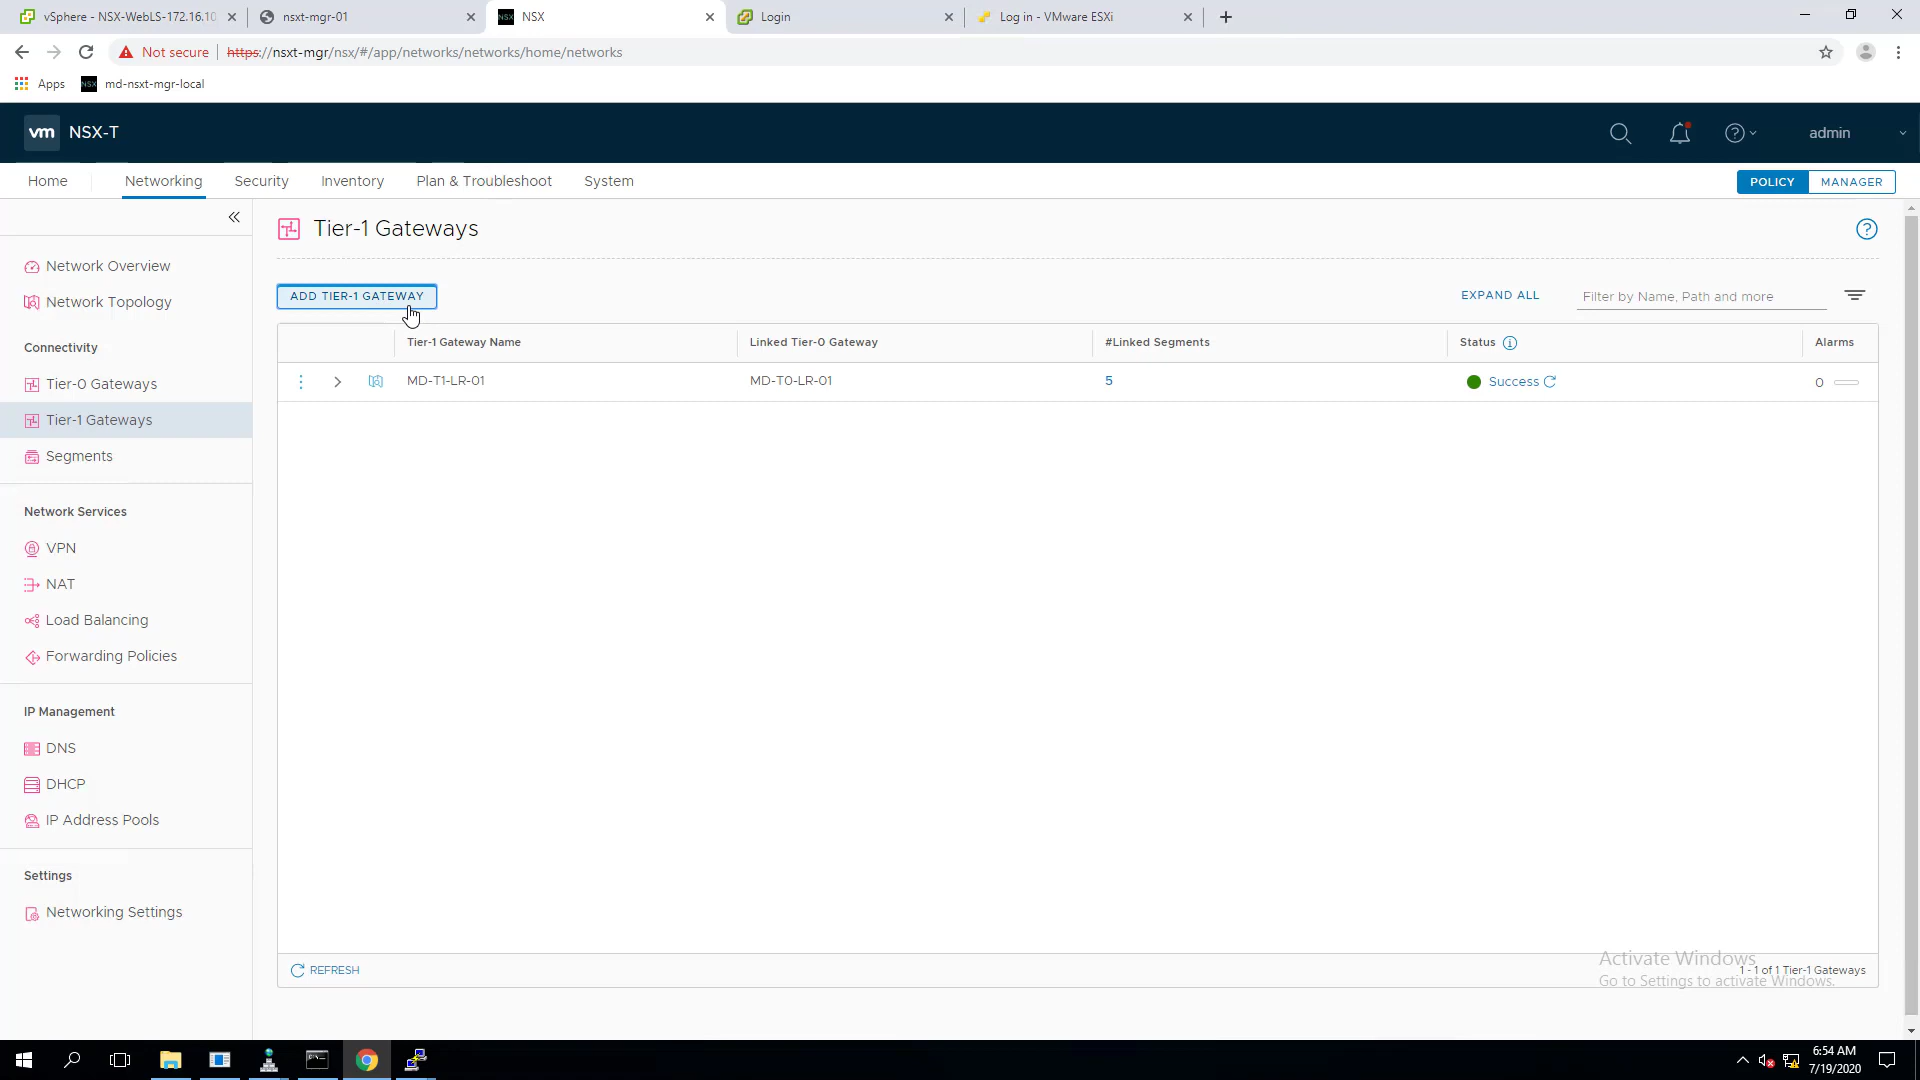 vSphere - NSX-WebLS-172.16.10
nsxt-mgr-01
NSX
Login
Log in - VMware ESXi
Not secure
https://nsxt-mgr/nsx/#/app/networks/networks/home/networks
Apps
NSX
md-nsxt-mgr-local
vm NSX-T
admin
Home
Networking
Security
Inventory
Plan & Troubleshoot
System
POLICY
MANAGER
Network Overview
Network Topology
Connectivity
Tier-0 Gateways
Tier-1 Gateways
Segments
Network Services
VPN
NAT
Load Balancing
Forwarding Policies
IP Management
DNS
DHCP
IP Address Pools
Settings
Networking Settings
Tier-1 Gateways
ADD TIER-1 GATEWAY
EXPAND ALL
Filter by Name, Path and more
Tier-1 Gateway Name
Linked Tier-0 Gateway
#Linked Segments
Status
Alarms
MD-T1-LR-01
MD-T0-LR-01
5
Success
0
REFRESH
1 - 1 of 1 Tier-1 Gateways
Activate Windows
Go to Settings to activate Windows.
6:54 AM
7/19/2020